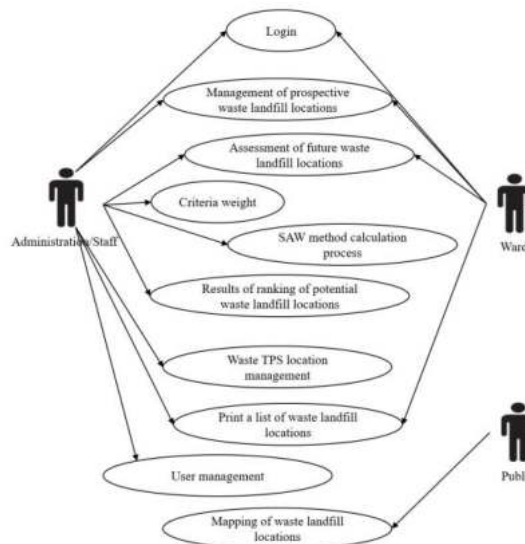 Login
Management of prospective
waste landfill locations
Assessment of future waste
landfill locations
Criteria weight
Administration/Staff
SAW method calculation
process
Results of ranking of potential
waste landfill locations
Waste TPS location
management
Print a list of waste landfill
locations
User management
Mapping of waste landfill
locations